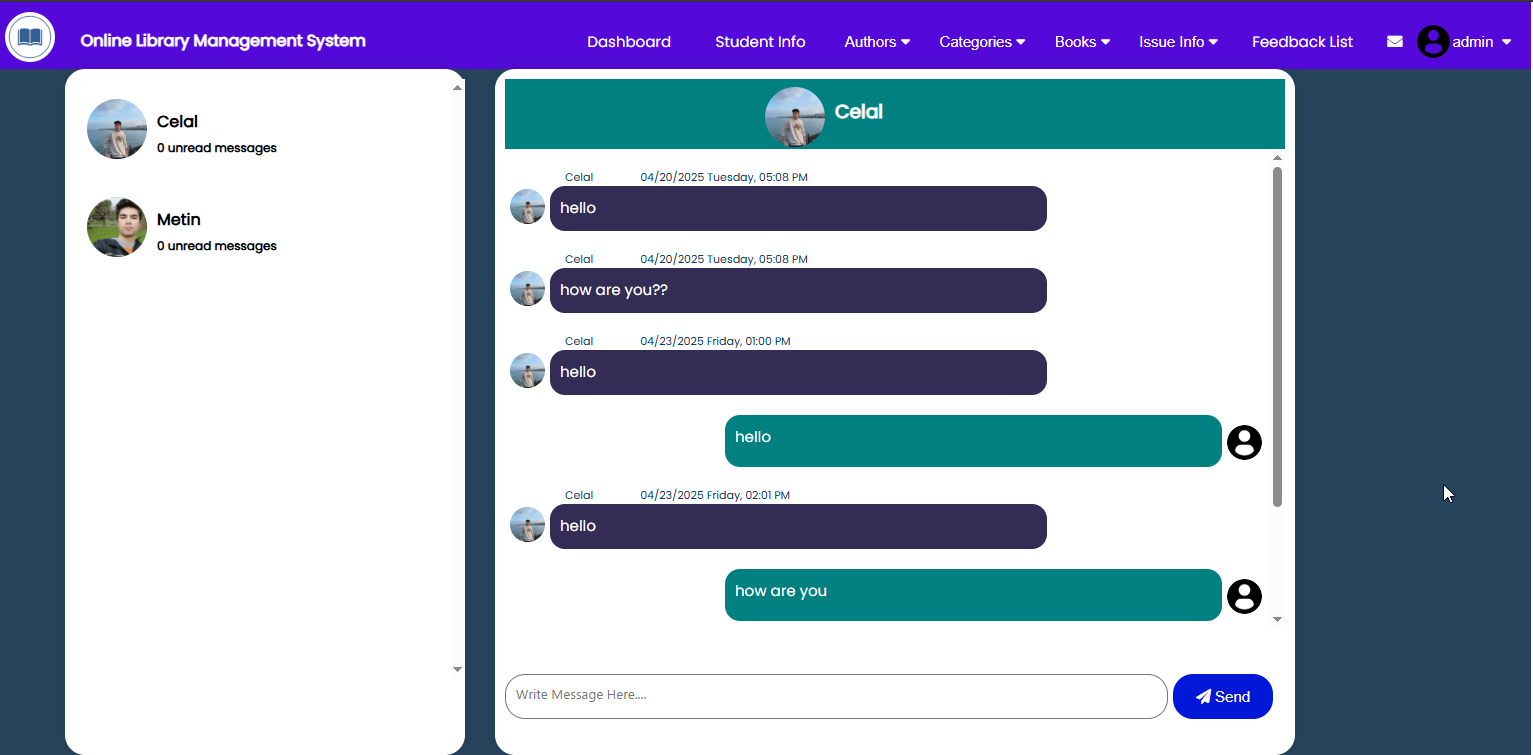 Online Library Management System
Dashboard Student Info Authors Categories Books Issue Info Feedback List admin
Celal
0 unread messages
Metin
0 unread messages
Celal
Celal 04/20/2025 Tuesday, 05:08 PM
hello
Celal 04/20/2025 Tuesday, 05:08 PM
how are you??
Celal 04/23/2025 Friday, 01:00 PM
hello
hello
Celal 04/23/2025 Friday, 02:01 PM
hello
how are you
Write Message Here....
Send